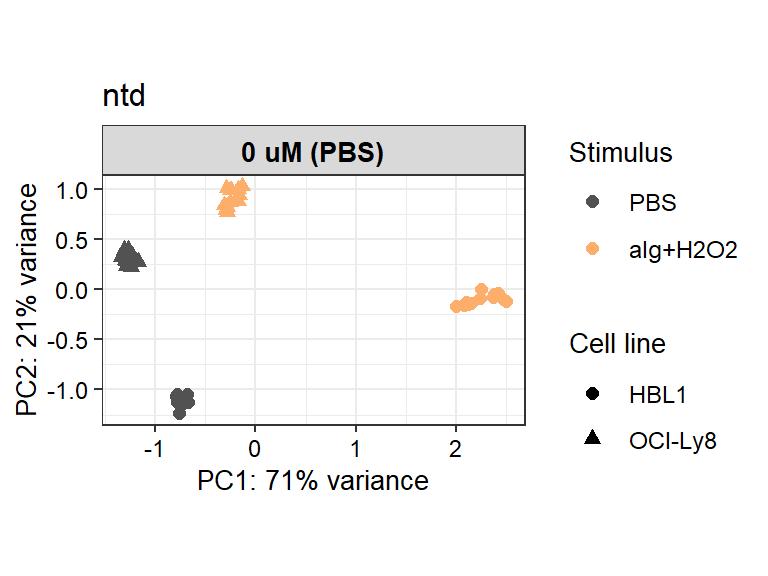 ntd
0 uM (PBS)
PC2: 21% variance
1.0
0.5
0.0
-0.5
-1.0
-1 0 1 2
PC1: 71% variance
Stimulus
PBS
aIg+H2O2
Cell line
HBL1
OCI-Ly8